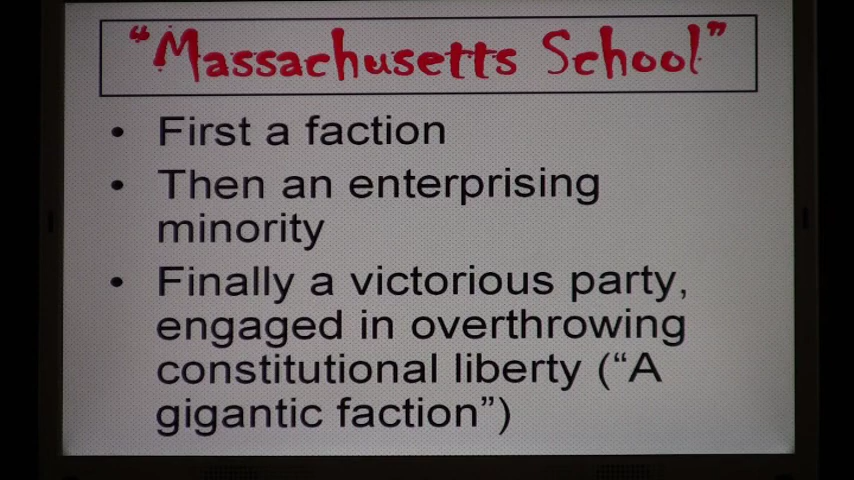 “Massachusetts School”
• First a faction
• Then an enterprising
minority
• Finally a victorious party,
engaged in overthrowing
constitutional liberty (“A
gigantic faction”)